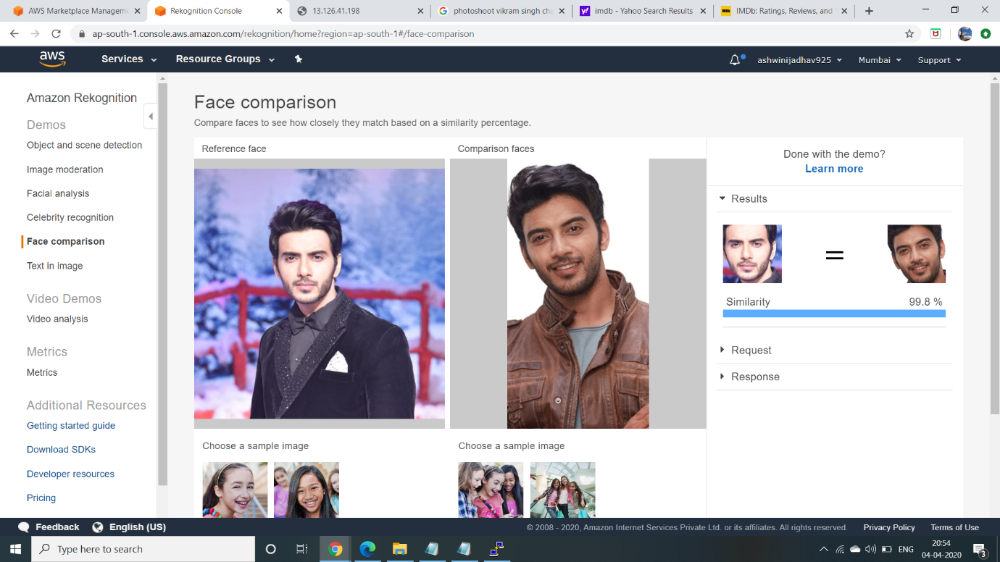 AWS Marketplace Manageme
Rekognition Console
13.126.41.198
photoshoot vikram singh cha
imdb - Yahoo Search Results
IMDb: Ratings, Reviews, and
ap-south-1.console.aws.amazon.com/rekognition/home?region=ap-south-1#/face-comparison
aws Services Resource Groups ashwinijadhav925 Mumbai Support
Amazon Rekognition
Demos
Object and scene detection
Image moderation
Facial analysis
Celebrity recognition
Face comparison
Text in image
Video Demos
Video analysis
Metrics
Metrics
Additional Resources
Getting started guide
Download SDKs
Developer resources
Pricing
Face comparison
Compare faces to see how closely they match based on a similarity percentage.
Reference face
Comparison faces
Choose a sample image
Choose a sample image
Done with the demo?
Learn more
Results
=
Similarity 99.8 %
Request
Response
Feedback English (US) © 2008 - 2020, Amazon Internet Services Private Ltd. or its affiliates. All rights reserved. Privacy Policy Terms of Use
Type here to search
ENG
20:54
04-04-2020
3